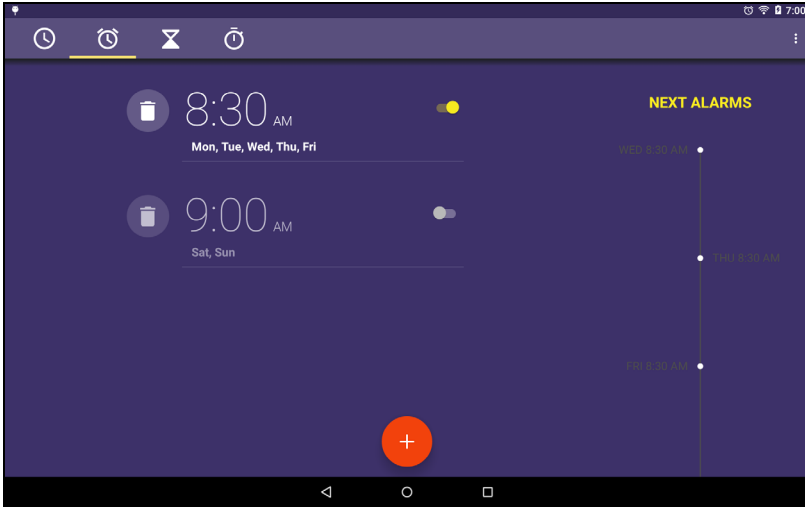 7:00
8:30 AM
Mon, Tue, Wed, Thu, Fri
9:00 AM
Sat, Sun
NEXT ALARMS
WED 8:30 AM
THU 8:30 AM
FRI 8:30 AM